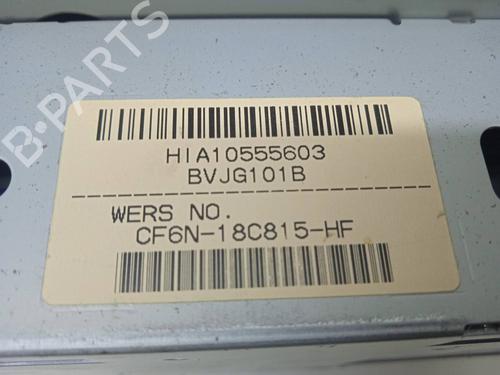 B-PARTS
HIA10555603
BVJG101B
WERS NO.
CF6N-18C815-HF